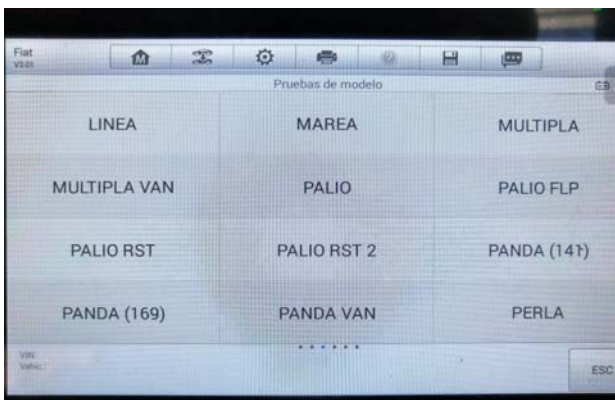 Fiat
V3.01
Pruebas de modelo
LINEA MAREA MULTIPLA
MULTIPLA VAN PALIO PALIO FLP
PALIO RST PALIO RST 2 PANDA (141)
PANDA (169) PANDA VAN PERLA
VIN:
Vehic.:
ESC